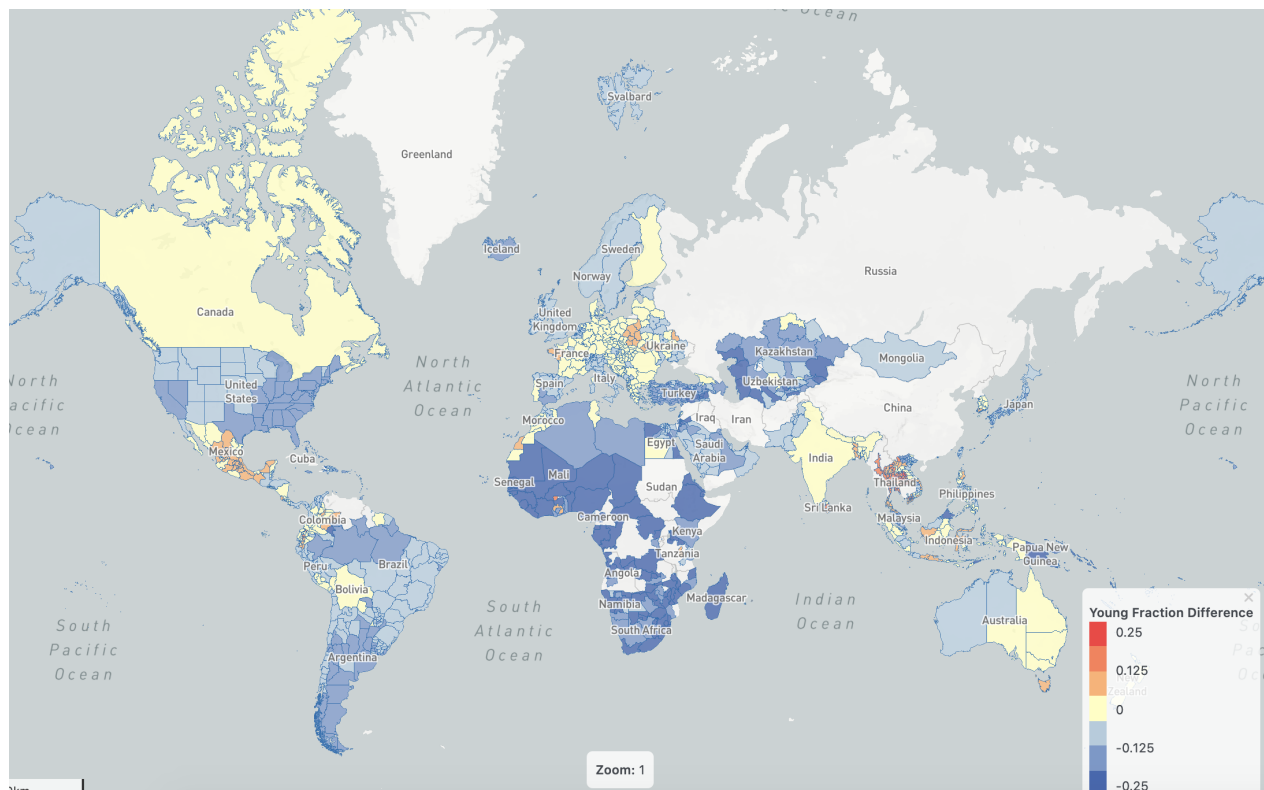 Ocean
Svalbard
Greenland
Iceland
Sweden
Russia
Norway
Canada
United
Kingdom
Ukraine
France
Kazakhstan
Mongolia
North
Atlantic
Ocean
North
Pacific
Ocean
United
States
Spain
Italy
Turkey
Uzbekistan
Japan
China
Morocco
Iraq
Iran
Mexico
Cuba
Egypt
Saudi
Arabia
India
Senegal
Mali
Sudan
Thailand
Philippines
Colombia
Cameroon
Sri Lanka
Malaysia
Kenya
Indonesia
Papua New
Guinea
Peru
Brazil
Tanzania
Angola
Bolivia
Namibia
Madagascar
South
Atlantic
Ocean
Indian
Ocean
South
Pacific
Ocean
South Africa
Australia
Argentina
New
Zealand
Young Fraction Difference
0.25
0.125
0
-0.125
-0.25
Zoom: 1